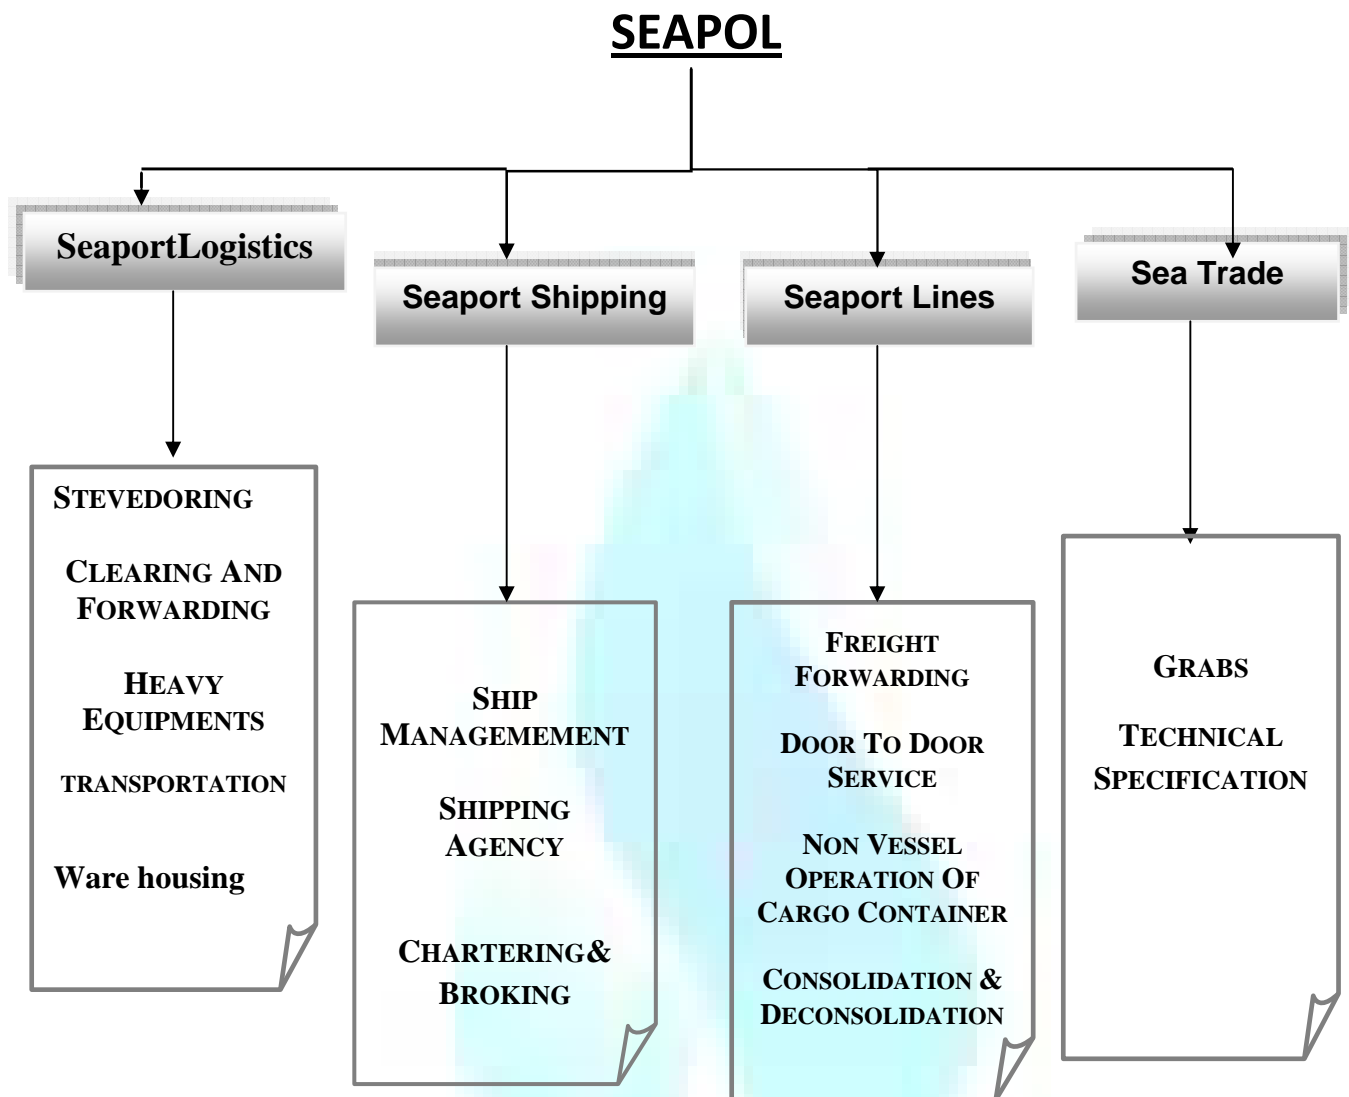 SEAPOL
SeaportLogistics
Seaport Shipping
Seaport Lines
Sea Trade
STEVEDORING
CLEARING AND
FORWARDING
HEAVY
EQUIPMENTS
TRANSPORTATION
Ware housing
SHIP
MANAGEMEMENT
SHIPPING
AGENCY
CHARTERING&
BROKING
FREIGHT
FORWARDING
DOOR TO DOOR
SERVICE
NON VESSEL
OPERATION OF
CARGO CONTAINER
CONSOLIDATION &
DECONSOLIDATION
GRABS
TECHNICAL
SPECIFICATION